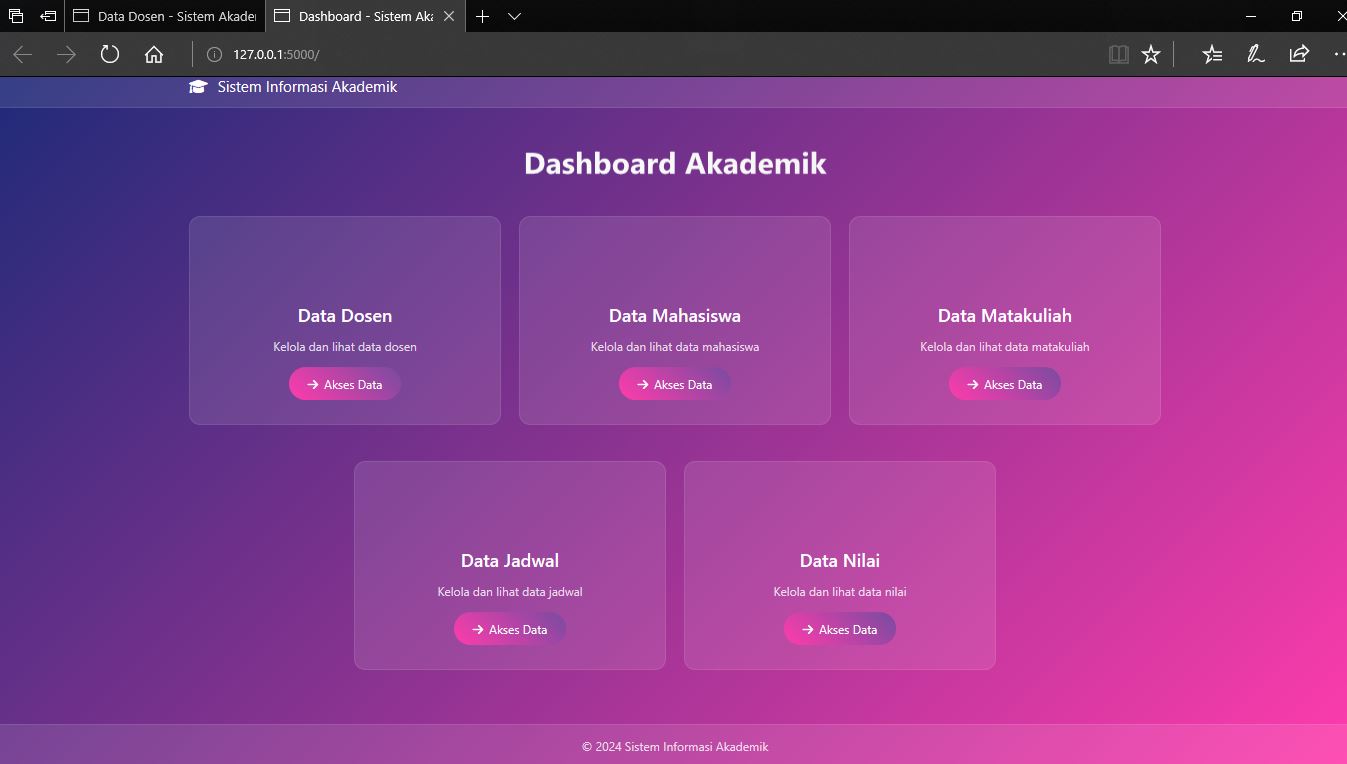 Data Dosen - Sistem Akade
Dashboard - Sistem Aka
127.0.0.1:5000/
Sistem Informasi Akademik
Dashboard Akademik
Data Dosen
Kelola dan lihat data dosen
Akses Data
Data Mahasiswa
Kelola dan lihat data mahasiswa
Akses Data
Data Matakuliah
Kelola dan lihat data matakuliah
Akses Data
Data Jadwal
Kelola dan lihat data jadwal
Akses Data
Data Nilai
Kelola dan lihat data nilai
Akses Data
© 2024 Sistem Informasi Akademik